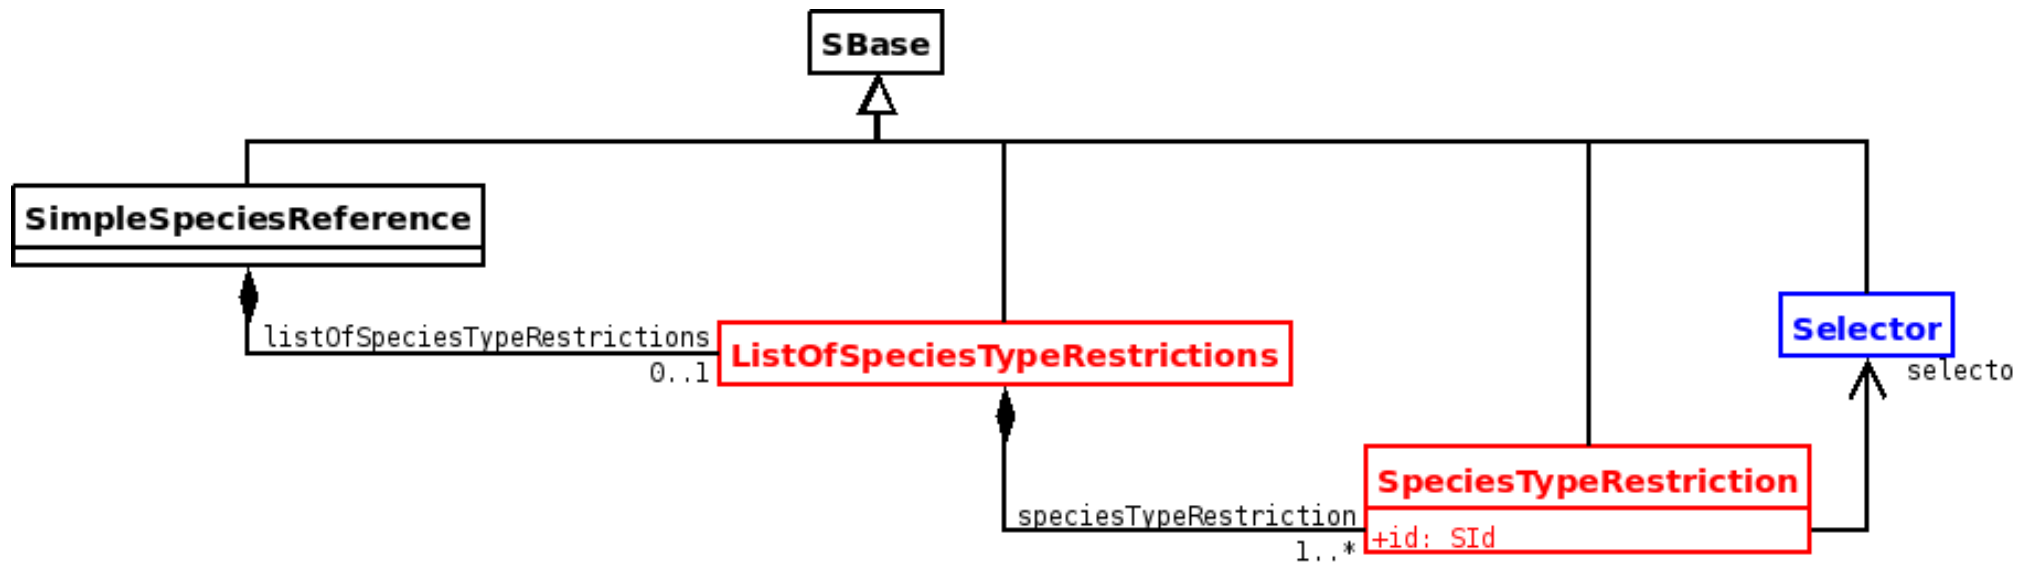 SBase
SimpleSpeciesReference
listOfSpeciesTypeRestrictions
0..1
ListOfSpeciesTypeRestrictions
Selector
selecto
speciesTypeRestriction
1..*
SpeciesTypeRestriction
+id: SId